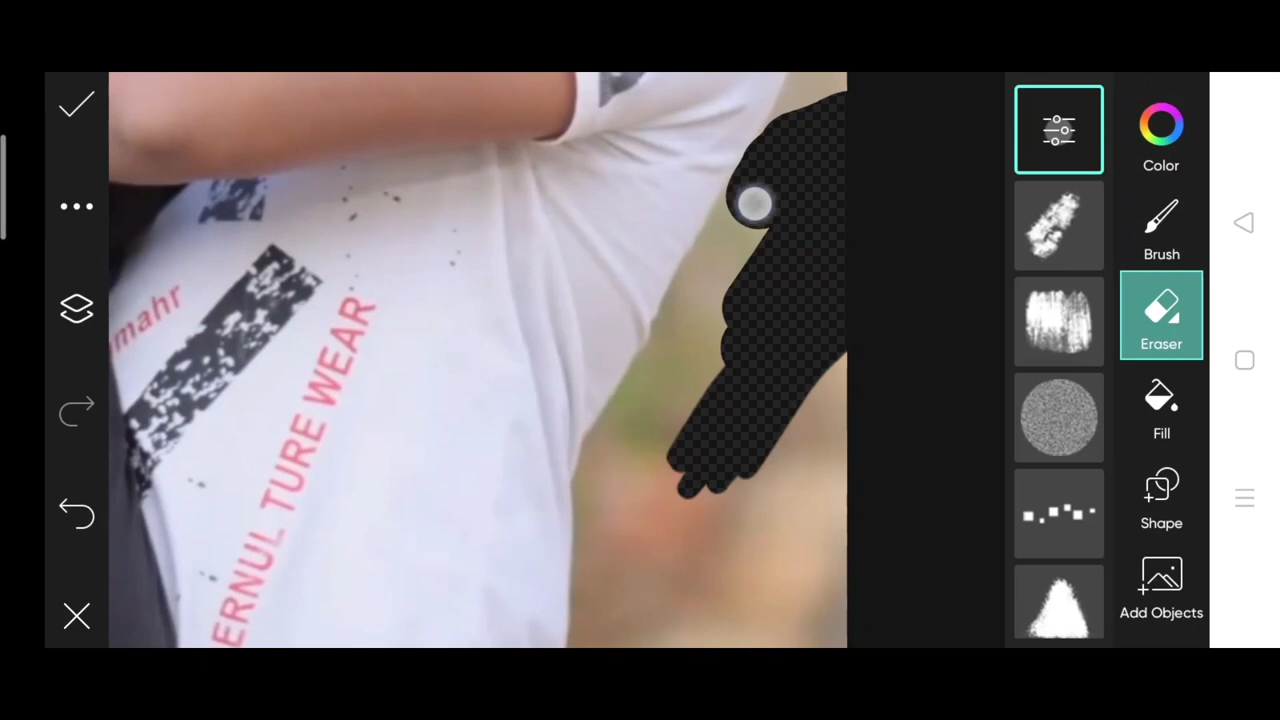 mahr
ERNUL TURE WEAR
Color
Brush
Eraser
Fill
Shape
Add Objects